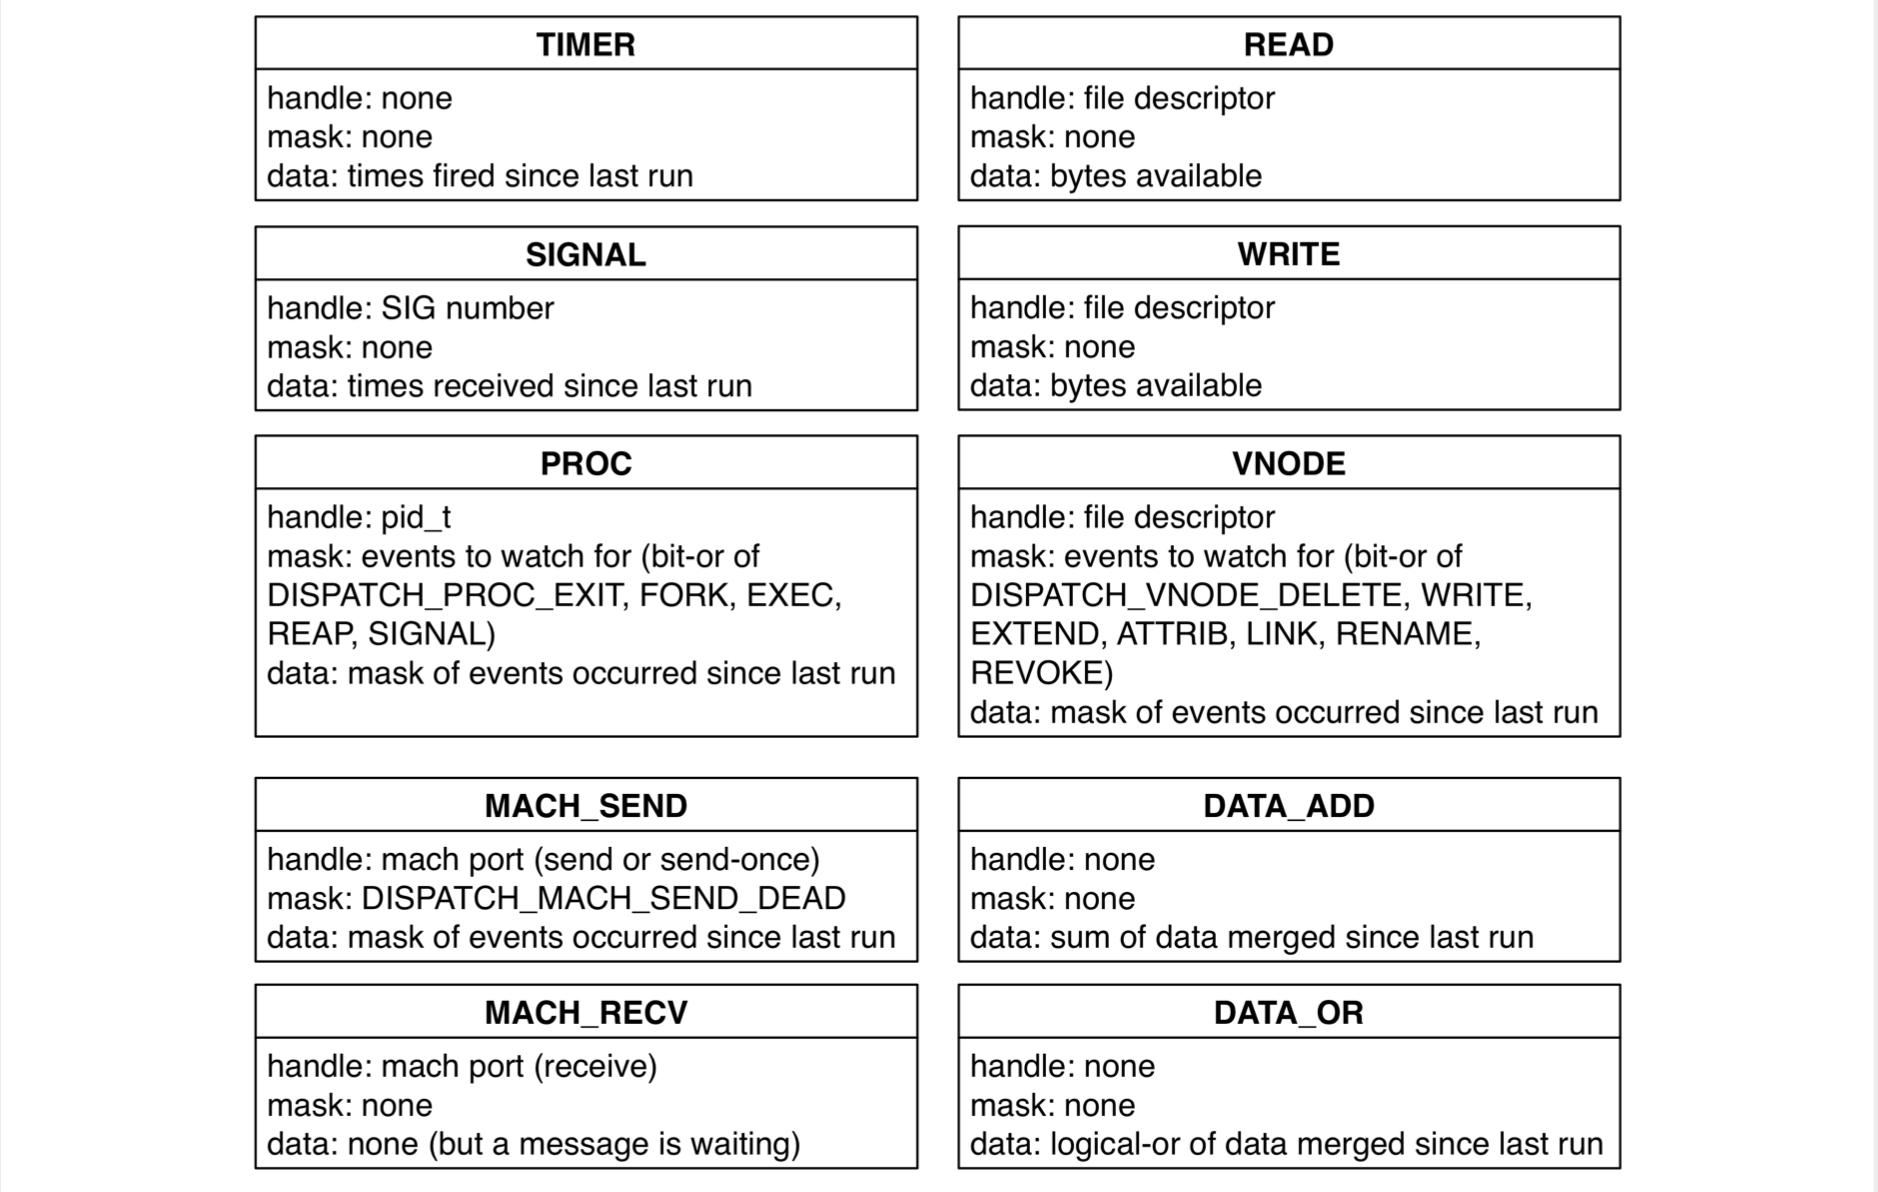 TIMER
handle: none
mask: none
data: times fired since last run
READ
handle: file descriptor
mask: none
data: bytes available
SIGNAL
handle: SIG number
mask: none
data: times received since last run
WRITE
handle: file descriptor
mask: none
data: bytes available
PROC
handle: pid_t
mask: events to watch for (bit-or of
DISPATCH_PROC_EXIT, FORK, EXEC,
REAP, SIGNAL)
data: mask of events occurred since last run
VNODE
handle: file descriptor
mask: events to watch for (bit-or of
DISPATCH_VNODE_DELETE, WRITE,
EXTEND, ATTRIB, LINK, RENAME,
REVOKE)
data: mask of events occurred since last run
MACH_SEND
handle: mach port (send or send-once)
mask: DISPATCH_MACH_SEND_DEAD
data: mask of events occurred since last run
DATA_ADD
handle: none
mask: none
data: sum of data merged since last run
MACH_RECV
handle: mach port (receive)
mask: none
data: none (but a message is waiting)
DATA_OR
handle: none
mask: none
data: logical-or of data merged since last run